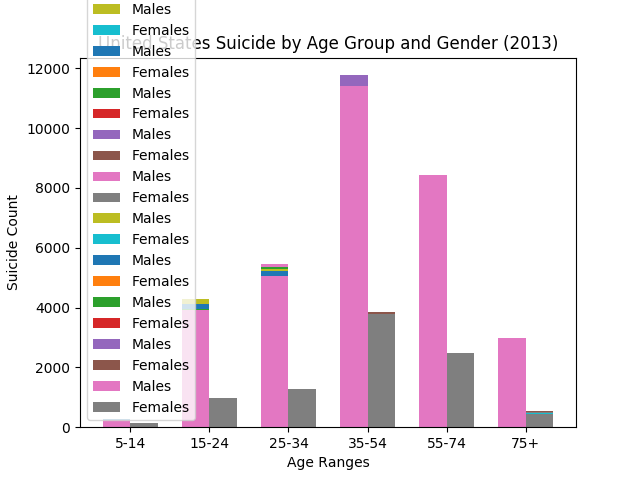 United States Suicide by Age Group and Gender (2013)
Males
Females
Males
Females
Males
Females
Males
Females
Males
Females
Males
Females
Males
Females
Males
Females
Males
Females
Males
Females
12000
10000
8000
6000
4000
2000
0
Suicide Count
5-14 15-24 25-34 35-54 55-74 75+
Age Ranges